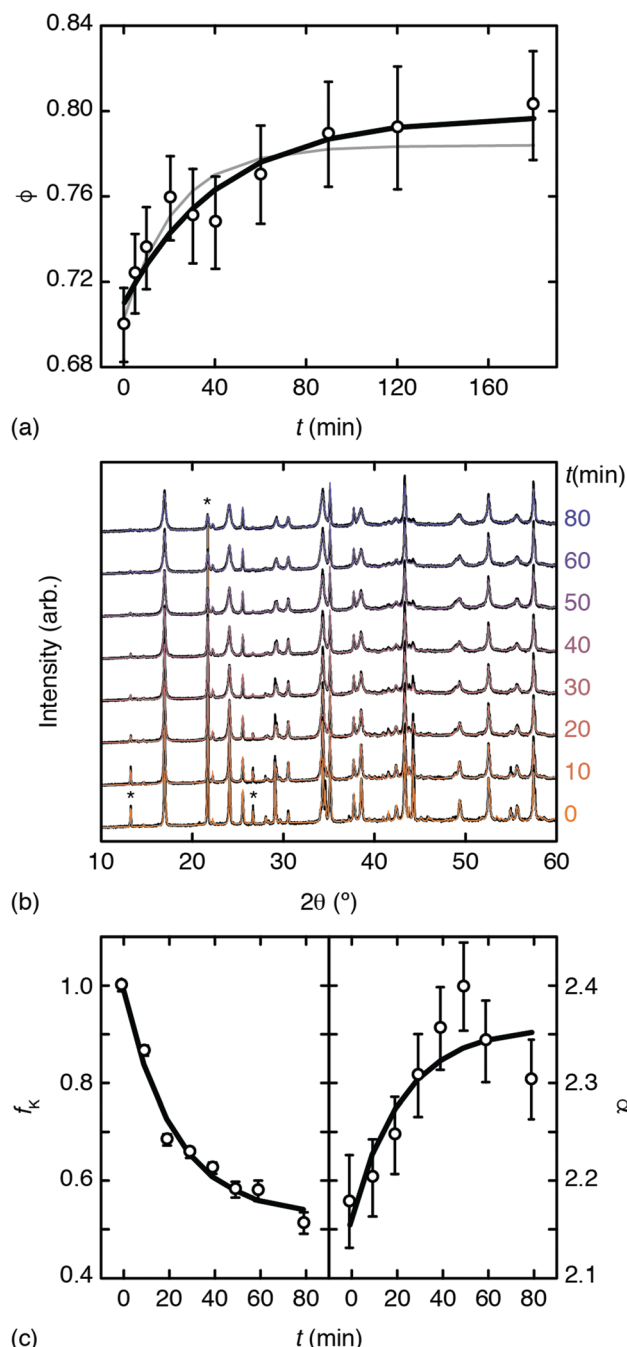 0.84
0.80
0.76
0.72
0.68
ϕ
0 40 80 120 160
(a) t (min)
t(min)
*
80
60
50
40
30
20
10
0
* *
Intensity (arb.)
10 20 30 40 50 60
(b) 2θ (°)
1.0
0.8
0.6
0.4
fK
2.4
2.3
2.2
2.1
α
0 20 40 60 80 0 20 40 60 80
(c) t (min)